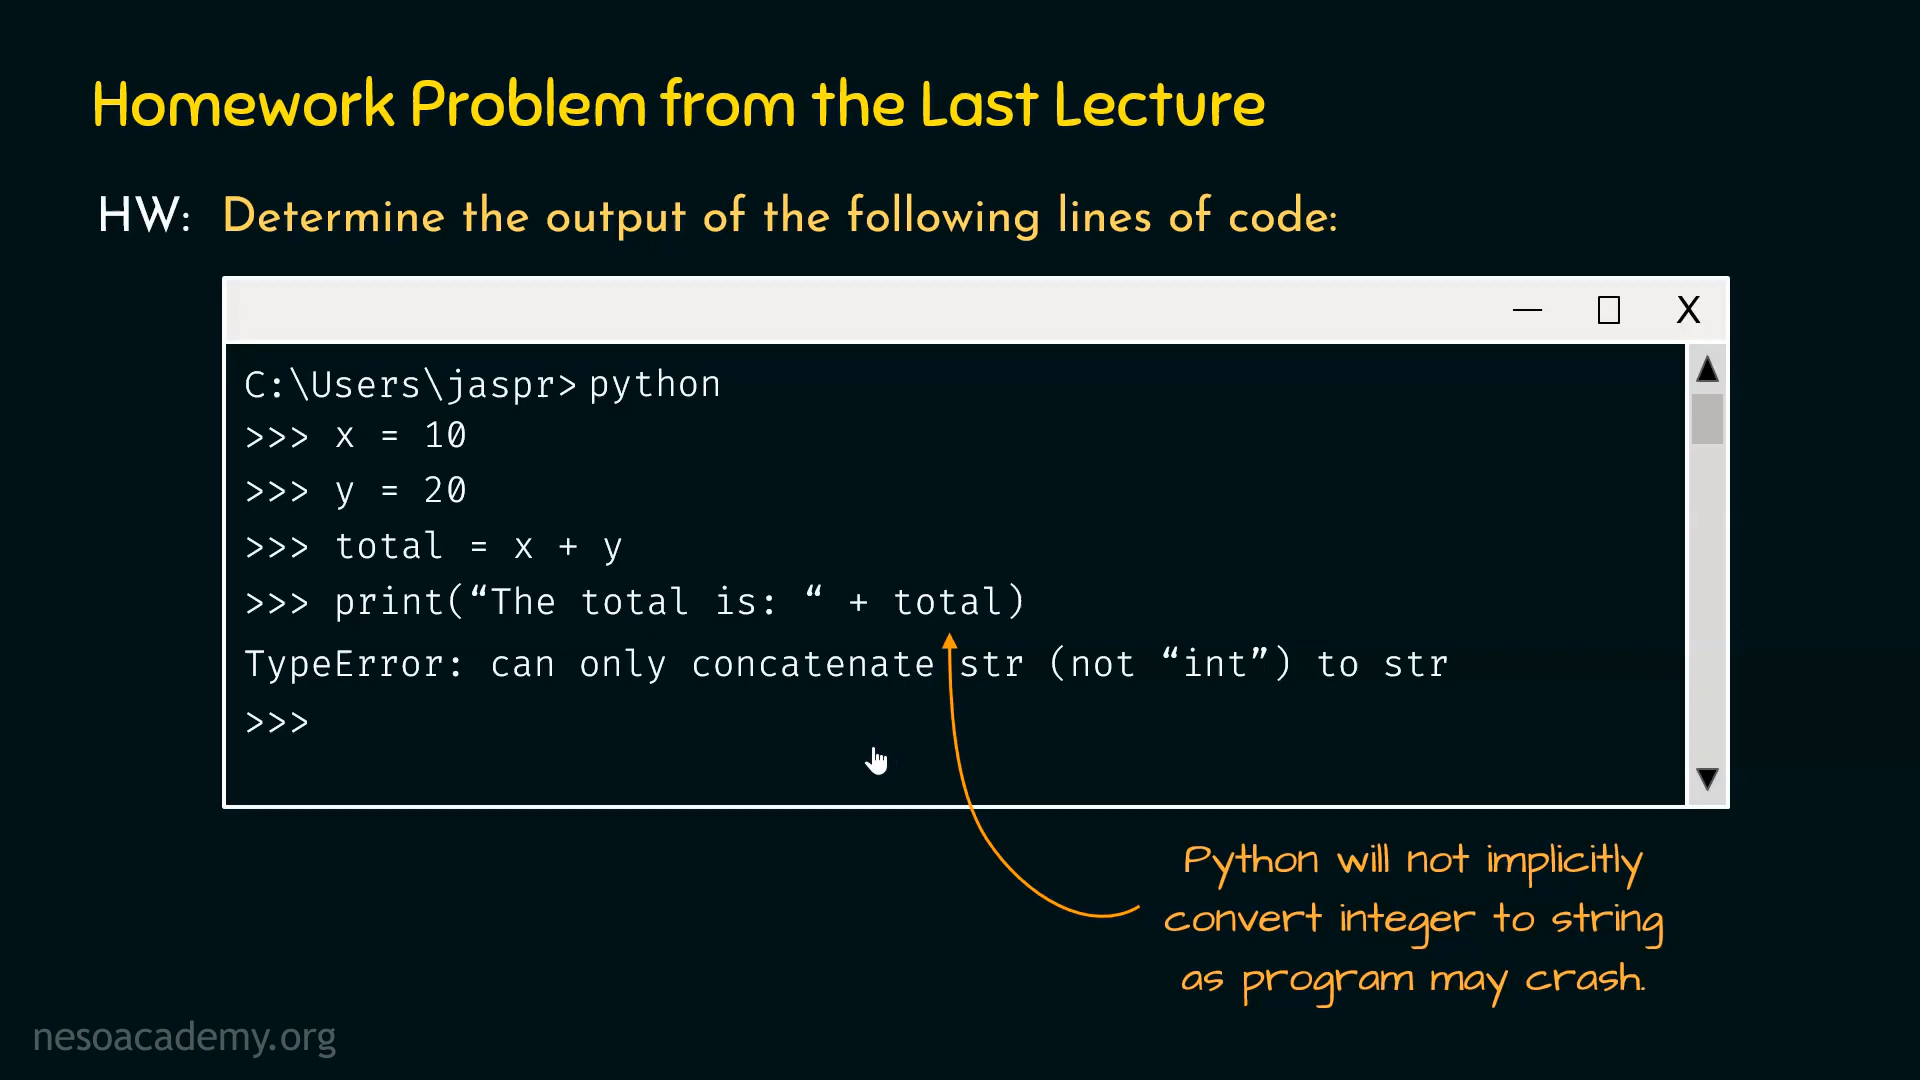 Homework Problem from the Last Lecture
HW: Determine the output of the following lines of code:
— □ X
C:\Users\jaspr> python
>>> x = 10
>>> y = 20
>>> total = x + y
>>> print(“The total is: “ + total)
TypeError: can only concatenate str (not “int”) to str
>>>
Python will not implicitly
convert integer to string
as program may crash.
nesoacademy.org